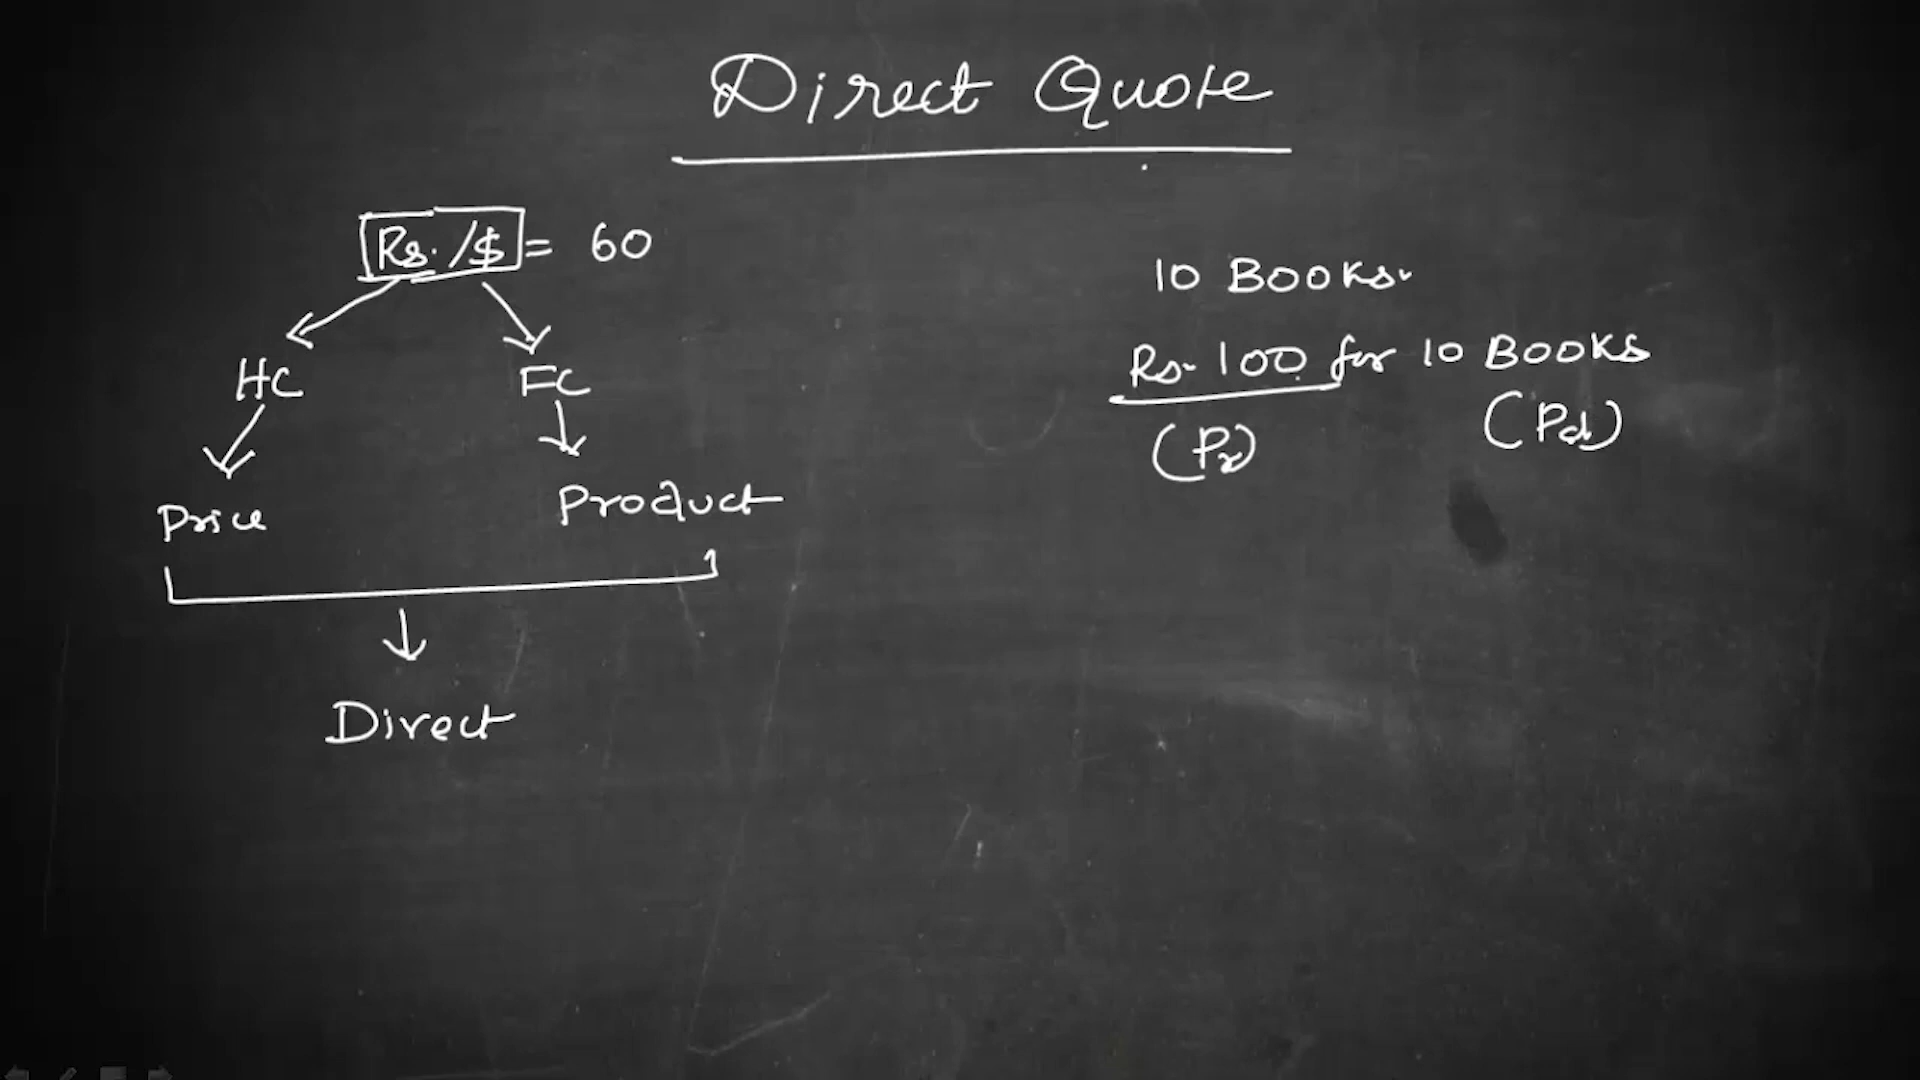 Direct Quote
Rs. /$ = 60
HC FC
Price Product
Direct
10 Books.
Rs. 100 for 10 Books
(Pr) (Pd)